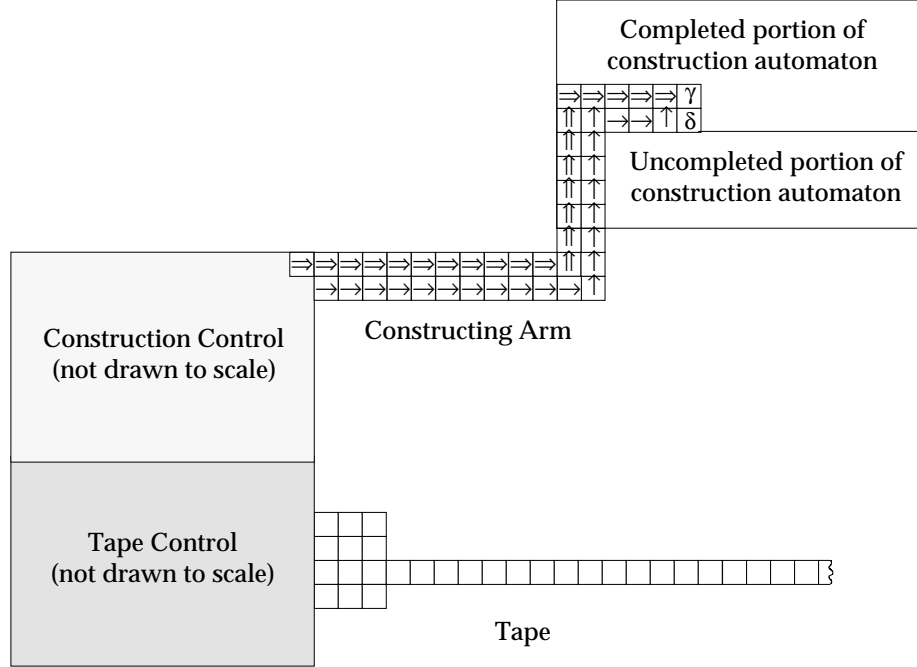 Completed portion of
construction automaton
⇒ ⇒ ⇒ ⇒ ⇒ γ
⇑ ↑ → → ↑ δ
⇑ ↑
⇑ ↑
⇑ ↑
⇑ ↑
Uncompleted portion of
construction automaton
⇑ ↑
⇒ ⇒ ⇒ ⇒ ⇒ ⇒ ⇒ ⇒ ⇒ ⇒ ⇒ ⇑ ↑
→ → → → → → → → → → → ↑
Constructing Arm
Construction Control
(not drawn to scale)
Tape Control
(not drawn to scale)
Tape